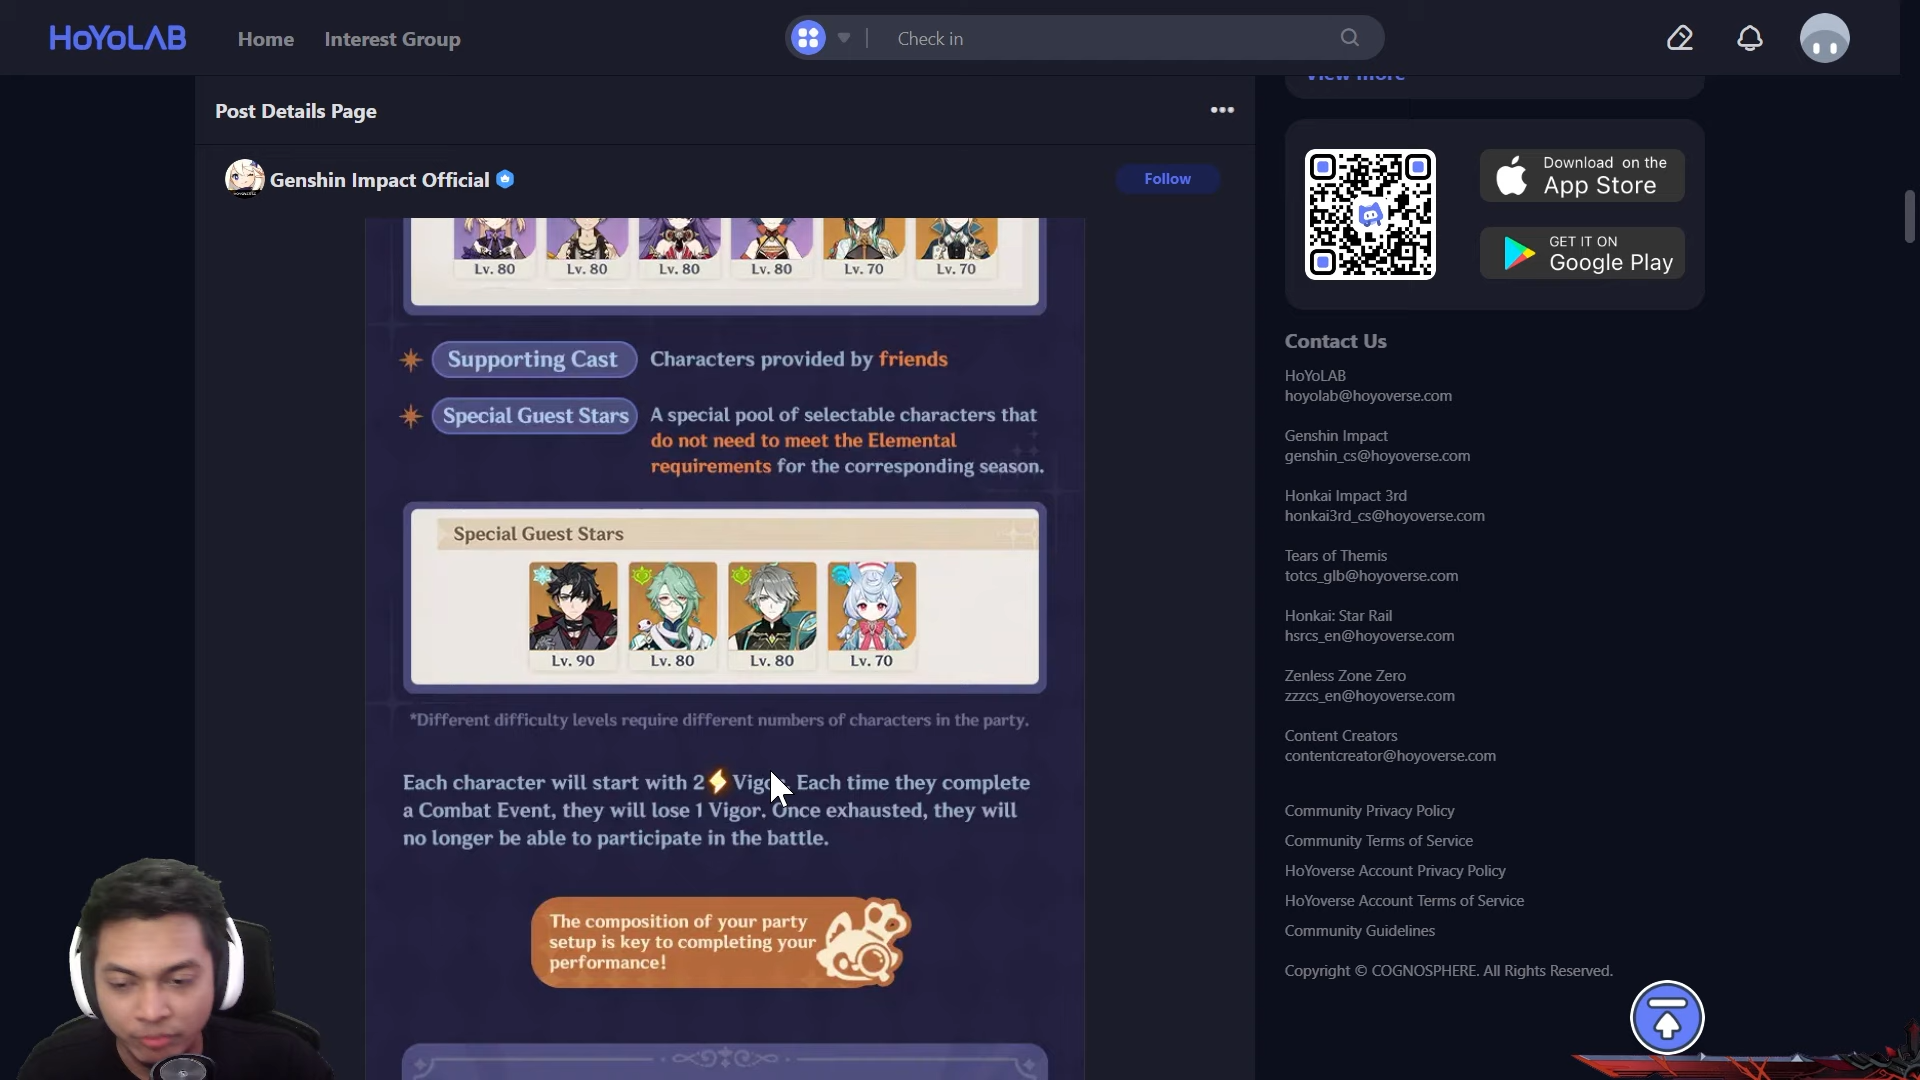 HOYOLAB
Home
Interest Group
Check in
View more
Post Details Page
Genshin Impact Official
Follow
Lv. 80
Lv. 80
Lv. 80
Lv. 80
Lv. 70
Lv. 70
Supporting Cast
Characters provided by friends
Special Guest Stars
A special pool of selectable characters that
do not need to meet the Elemental
requirements for the corresponding season.
Special Guest Stars
Lv. 90
Lv. 80
Lv. 80
Lv. 70
*Different difficulty levels require different numbers of characters in the party.
Each character will start with 2 Vigor. Each time they complete
a Combat Event, they will lose 1 Vigor. Once exhausted, they will
no longer be able to participate in the battle.
The composition of your party
setup is key to completing your
performance!
Download on the
App Store
GET IT ON
Google Play
Contact Us
HoYoLAB
hoyolab@hoyoverse.com
Genshin Impact
genshin_cs@hoyoverse.com
Honkai Impact 3rd
honkai3rd_cs@hoyoverse.com
Tears of Themis
totcs_glb@hoyoverse.com
Honkai: Star Rail
hsrcs_en@hoyoverse.com
Zenless Zone Zero
zzzcs_en@hoyoverse.com
Content Creators
contentcreator@hoyoverse.com
Community Privacy Policy
Community Terms of Service
HoYoverse Account Privacy Policy
HoYoverse Account Terms of Service
Community Guidelines
Copyright © COGNOSPHERE. All Rights Reserved.